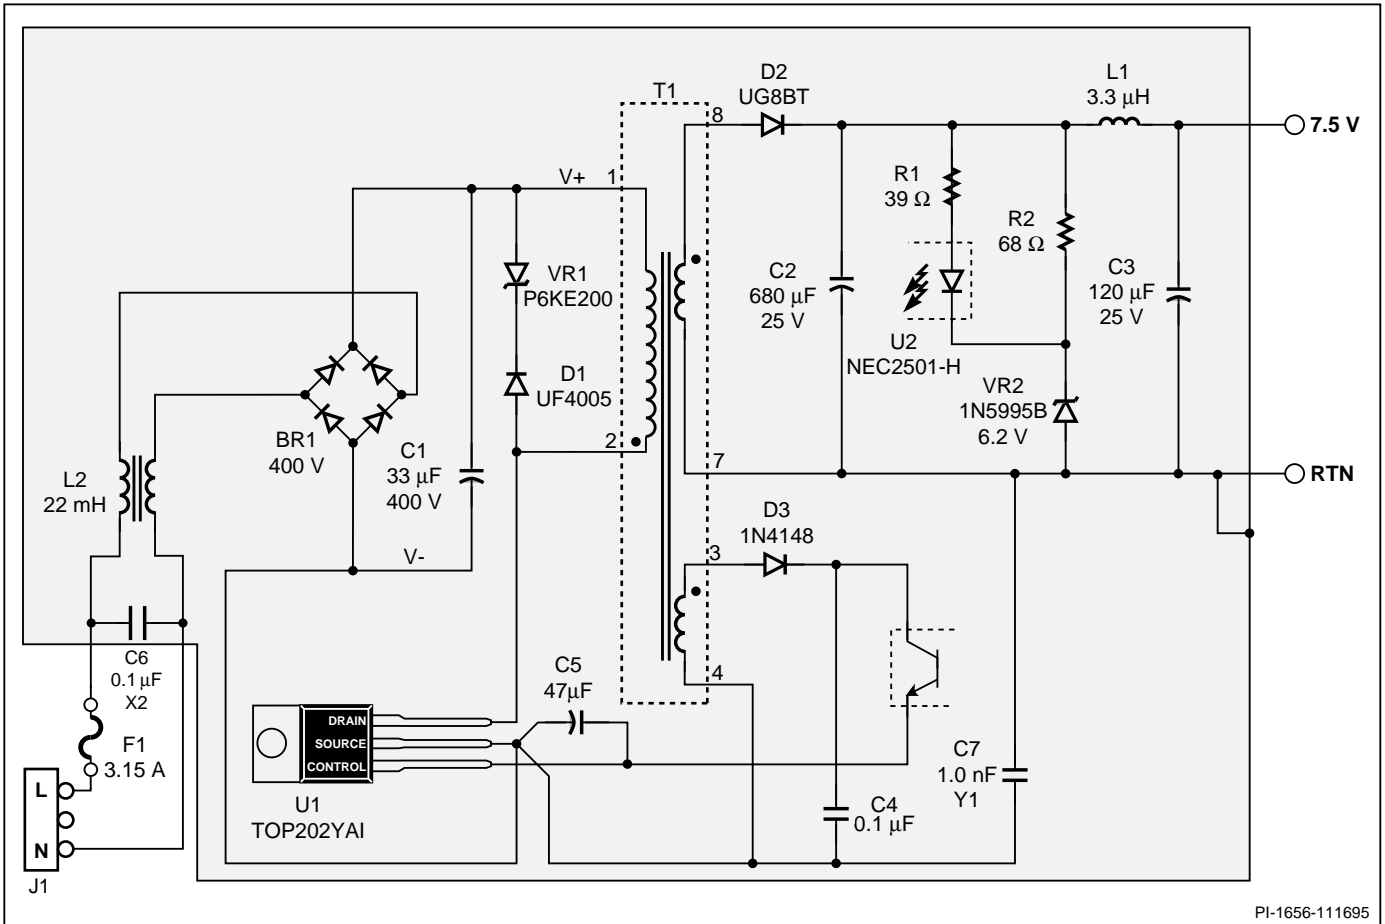 D2
UG8BT
L1
3.3 µH
T1
8
7.5 V
R1
39 Ω
V+
1
R2
68 Ω
VR1
P6KE200
C2
680 µF
25 V
C3
120 µF
25 V
U2
NEC2501-H
D1
UF4005
VR2
1N5995B
6.2 V
BR1
400 V
C1
33 µF
400 V
2
7
RTN
L2
22 mH
D3
1N4148
V-
3
C6
0.1 µF
X2
C5
47µF
4
DRAIN
SOURCE
CONTROL
F1
3.15 A
C7
1.0 nF
Y1
L
N
J1
U1
TOP202YAI
C4
0.1 µF
PI-1656-111695